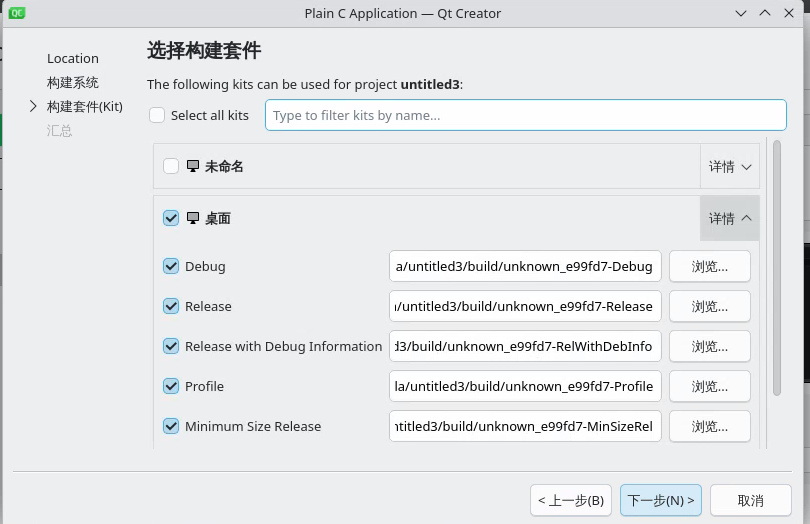 Plain C Application — Qt Creator
Location
构建系统
构建套件(Kit)
汇总
选择构建套件
The following kits can be used for project untitled3:
Select all kits
Type to filter kits by name...
未命名
详情
桌面
详情
Debug
a/untitled3/build/unknown_e99fd7-Debug
浏览...
Release
/untitled3/build/unknown_e99fd7-Release
浏览...
Release with Debug Information
d3/build/unknown_e99fd7-RelWithDebInfo
浏览...
Profile
la/untitled3/build/unknown_e99fd7-Profile
浏览...
Minimum Size Release
ntitled3/build/unknown_e99fd7-MinSizeRel
浏览...
< 上一步(B)
下一步(N) >
取消